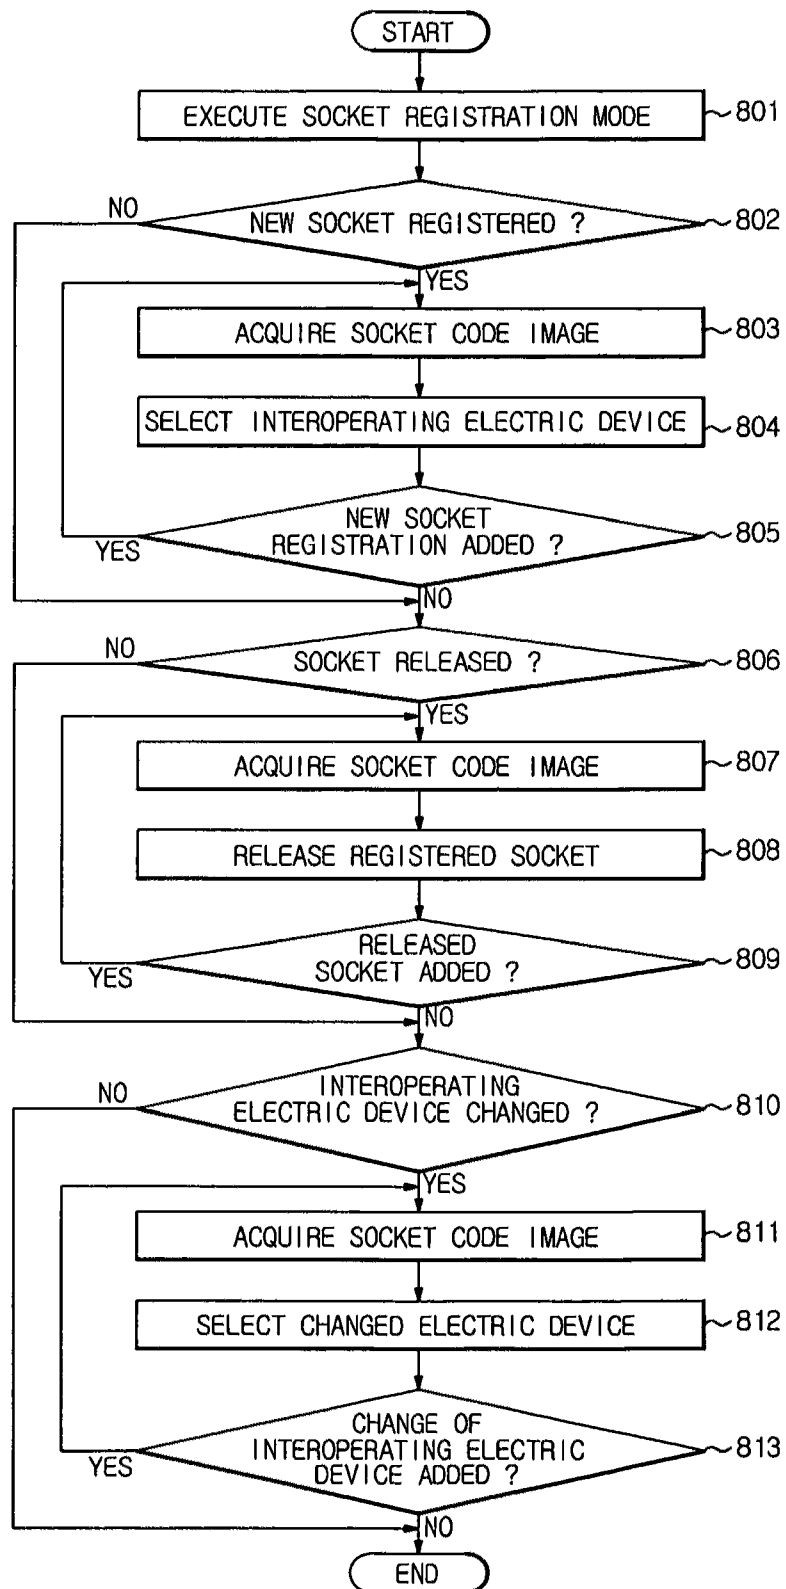 START
EXECUTE SOCKET REGISTRATION MODE
801
NEW SOCKET REGISTERED ?
802
NO
YES
ACQUIRE SOCKET CODE IMAGE
803
SELECT INTEROPERATING ELECTRIC DEVICE
804
NEW SOCKET
REGISTRATION ADDED ?
805
YES
NO
SOCKET RELEASED ?
806
NO
YES
ACQUIRE SOCKET CODE IMAGE
807
RELEASE REGISTERED SOCKET
808
RELEASED
SOCKET ADDED ?
809
YES
NO
INTEROPERATING
ELECTRIC DEVICE CHANGED ?
810
NO
YES
ACQUIRE SOCKET CODE IMAGE
811
SELECT CHANGED ELECTRIC DEVICE
812
CHANGE OF
INTEROPERATING ELECTRIC
DEVICE ADDED ?
813
YES
NO
END